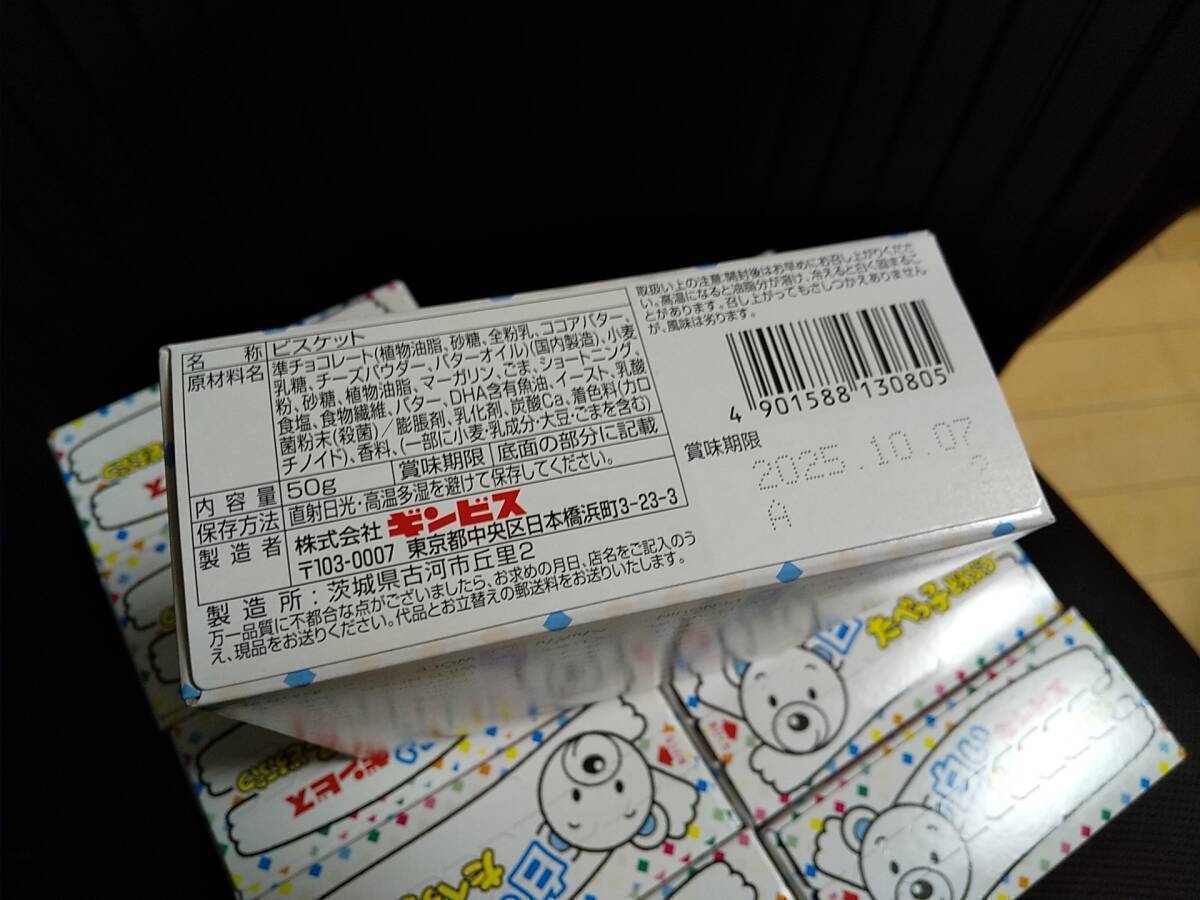 名称 ビスケット
原材料名 準チョコレート(植物油脂、砂糖、全粉乳、ココアバター、
乳糖、チーズパウダー、バターオイル)(国内製造)、小麦
粉、砂糖、植物油脂、マーガリン、ごま、ショートニング、
食塩、食物繊維、バター、DHA含有魚油、イースト、乳酸
菌粉末(殺菌)/膨脹剤、乳化剤、炭酸Ca、着色料(カロ
チノイド)、香料、(一部に小麦・乳成分・大豆・ごまを含む)
内容量 50g 賞味期限 底面の部分に記載
保存方法 直射日光・高温多湿を避けて保存してください。
製造者 株式会社 ギンビス
〒103-0007 東京都中央区日本橋浜町3-23-3
製造所:茨城県古河市丘里2
万一品質に不都合な点がございましたら、お求めの月日、店名をご記入のう
え、現品をお送りください。代品とお立替えの郵送料をお送りいたします。
取扱い上の注意:開封後はお早めにお召し上がりくださ
い。高温になると油脂分が溶け、冷えると白く固まるこ
とがあります。召し上がってもさしつかえありません
が、風味は劣ります。
4 901588 130805
賞味期限
2025.10.07
A
ギンビス
たべっ子どうぶつ
白い